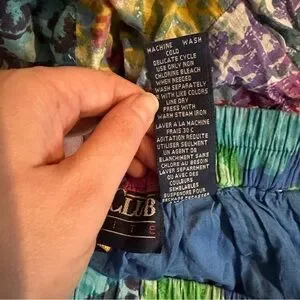 MACHINE WASH
COLD
DELICATE CYCLE
USE ONLY NON
CHLORINE BLEACH
WHEN NEEDED
WASH SEPARATELY
WITH LIKE COLORS
LINE DRY
PRESS WITH
WARM STEAM IRON
LAVER A LA MACHINE
FRAIS 30 C
AGITATION REDUITE
UTILISER SEULEMENT
UN AGENT DE
BLANCHIMENT SANS
CHLORE AU BESOIN
LAVER SEPAREMENT
OU AVEC DES
COULEURS
SEMBLABLES
SUSPENDRE POUR
CLUB